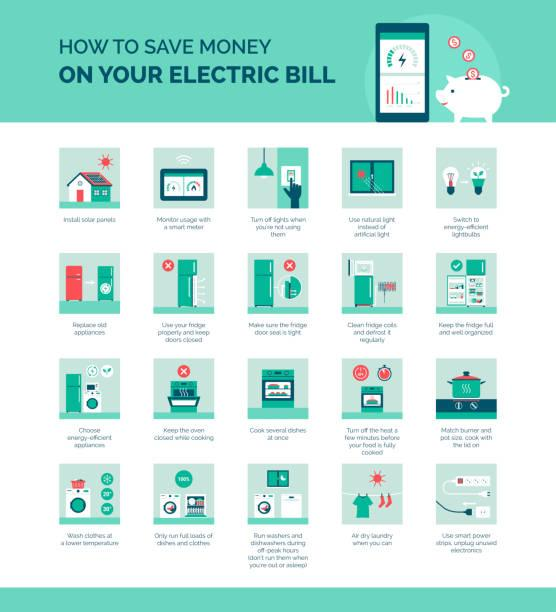 HOW TO SAVE MONEY
ON YOUR ELECTRIC BILL
Install solar panels
Monitor usage with
a smart meter
Turn off lights when
you're not using
them
Use natural light
instead of
artificial light
Switch to
energy-efficient
lightbulbs
Replace old
appliances
Use your fridge
properly and keep
doors closed
Make sure the fridge
door seal is tight
Clean fridge coils
and defrost it
regularly
Keep the fridge full
and well organized
Choose
energy-efficient
appliances
Keep the oven
closed while cooking
Cook several dishes
at once
Turn off the heat a
few minutes before
your food is fully
cooked
Match burner and
pot size, cook with
the lid on
20°
30°
Wash clothes at
a lower temperature
100%
Only run full loads of
dishes and clothes
Run washers and
dishwashers during
off-peak hours
(don't run them when
you're out or asleep)
Air dry laundry
when you can
Use smart power
strips, unplug unused
electronics